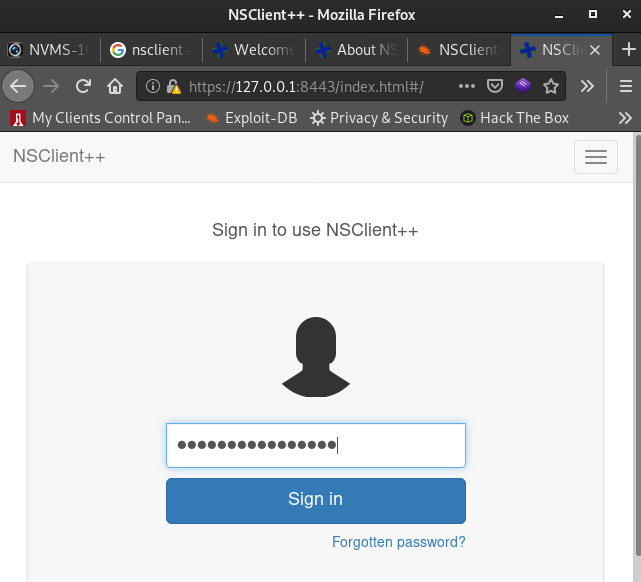 NSClient++ - Mozilla Firefox
NVMS-10
nsclient
Welcome
About NS
NSClient
NSClie
https://127.0.0.1:8443/index.html#/
My Clients Control Pan...
Exploit-DB
Privacy & Security
Hack The Box
NSClient++
Sign in to use NSClient++
••••••••••••••••
Sign in
Forgotten password?